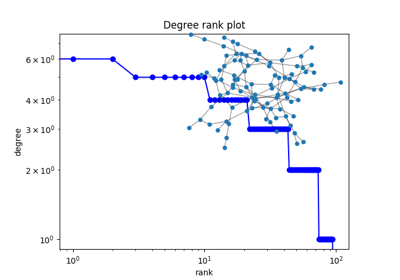 Degree rank plot
6 × 10⁰
4 × 10⁰
3 × 10⁰
2 × 10⁰
10⁰
degree
10⁰ 10¹ 10²
rank